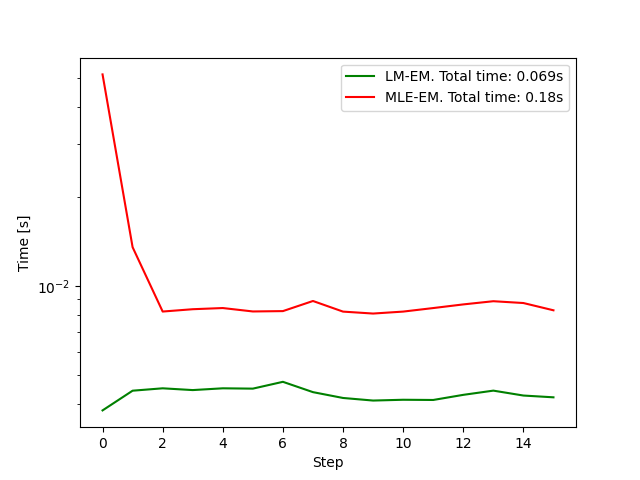 LM-EM. Total time: 0.069s
MLE-EM. Total time: 0.18s
Time [s]
10⁻²
0 2 4 6 8 10 12 14
Step